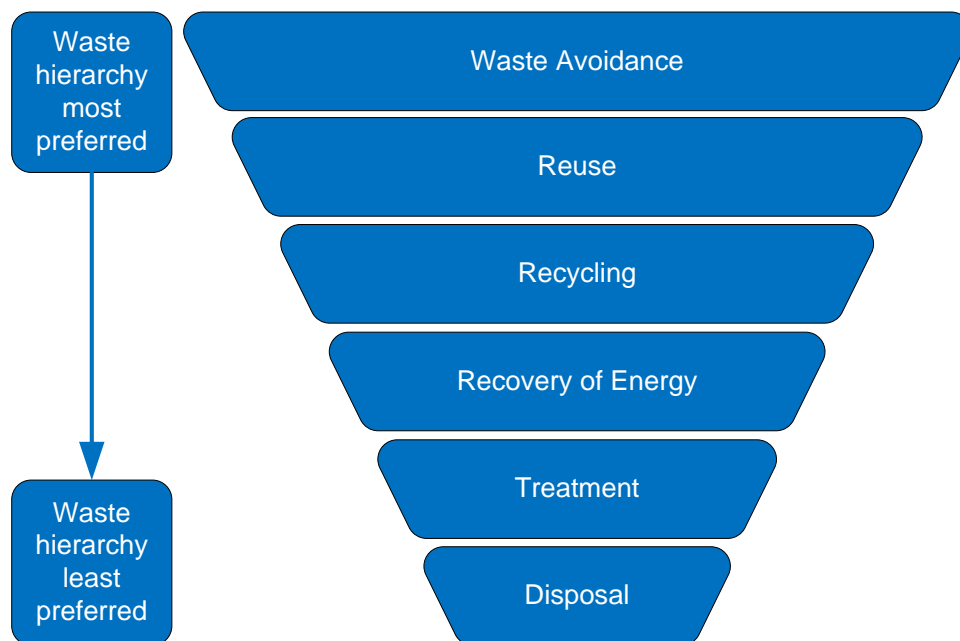 Waste
hierarchy
most
preferred
Waste Avoidance
Reuse
Recycling
Recovery of Energy
Treatment
Disposal
Waste
hierarchy
least
preferred